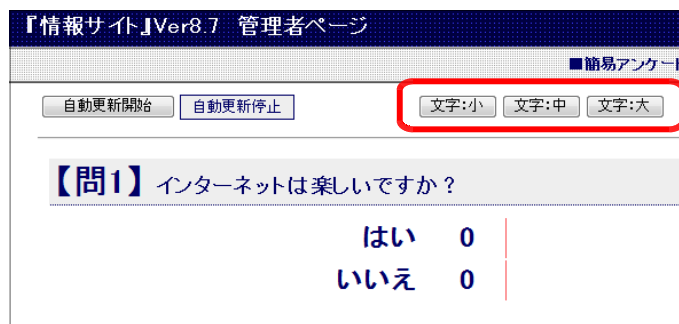 『情報サイト』Ver8.7 管理者ページ
■簡易アンケート
自動更新開始 自動更新停止 文字:小 文字:中 文字:大
【問1】インターネットは楽しいですか？
はい 0
いいえ 0